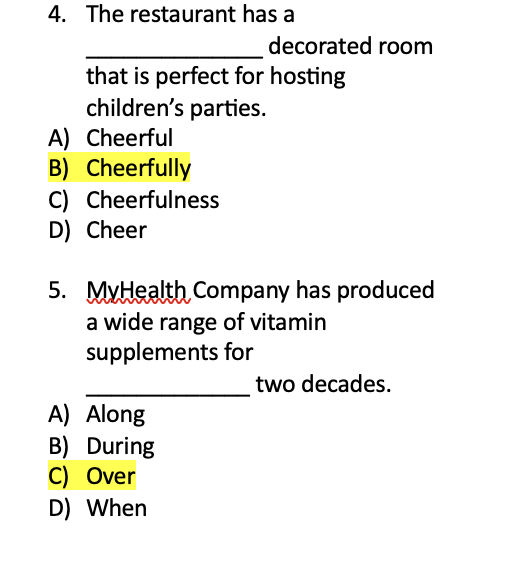 4. The restaurant has a
______________ decorated room
that is perfect for hosting
children’s parties.
A) Cheerful
B) Cheerfully
C) Cheerfulness
D) Cheer
5. MyHealth Company has produced
a wide range of vitamin
supplements for
_____________ two decades.
A) Along
B) During
C) Over
D) When